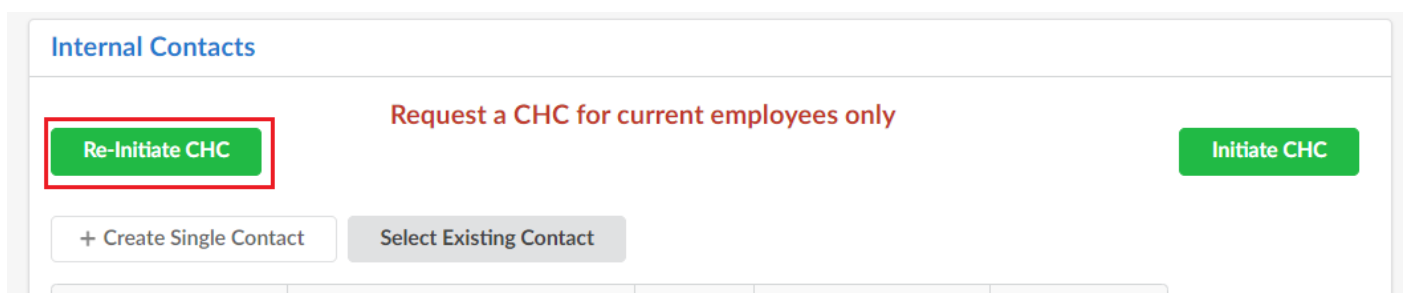 Internal Contacts
Request a CHC for current employees only
Re-Initiate CHC
Initiate CHC
+ Create Single Contact
Select Existing Contact